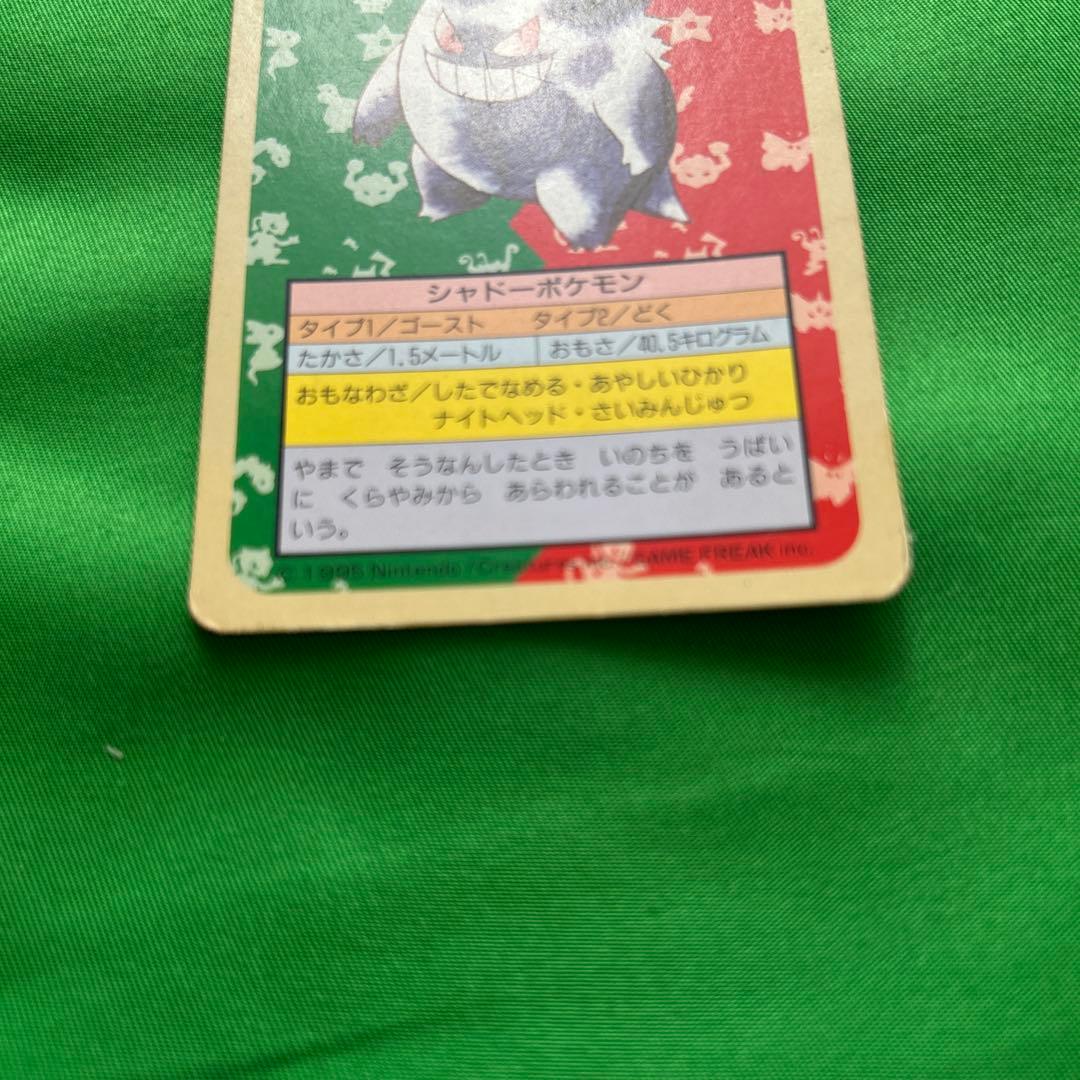 シャドーポケモン
タイプ1/ゴースト タイプ2/どく
たかさ/1.5メートル おもさ/40.5キログラム
おもなわざ/したでなめる・あやしいひかり
ナイトヘッド・さいみんじゅつ
やまで そうなんしたとき いのちを うばい
に くらやみから あらわれることが あると
いう。
© 1995 Nintendo /Creatures inc. /GAME FREAK inc.